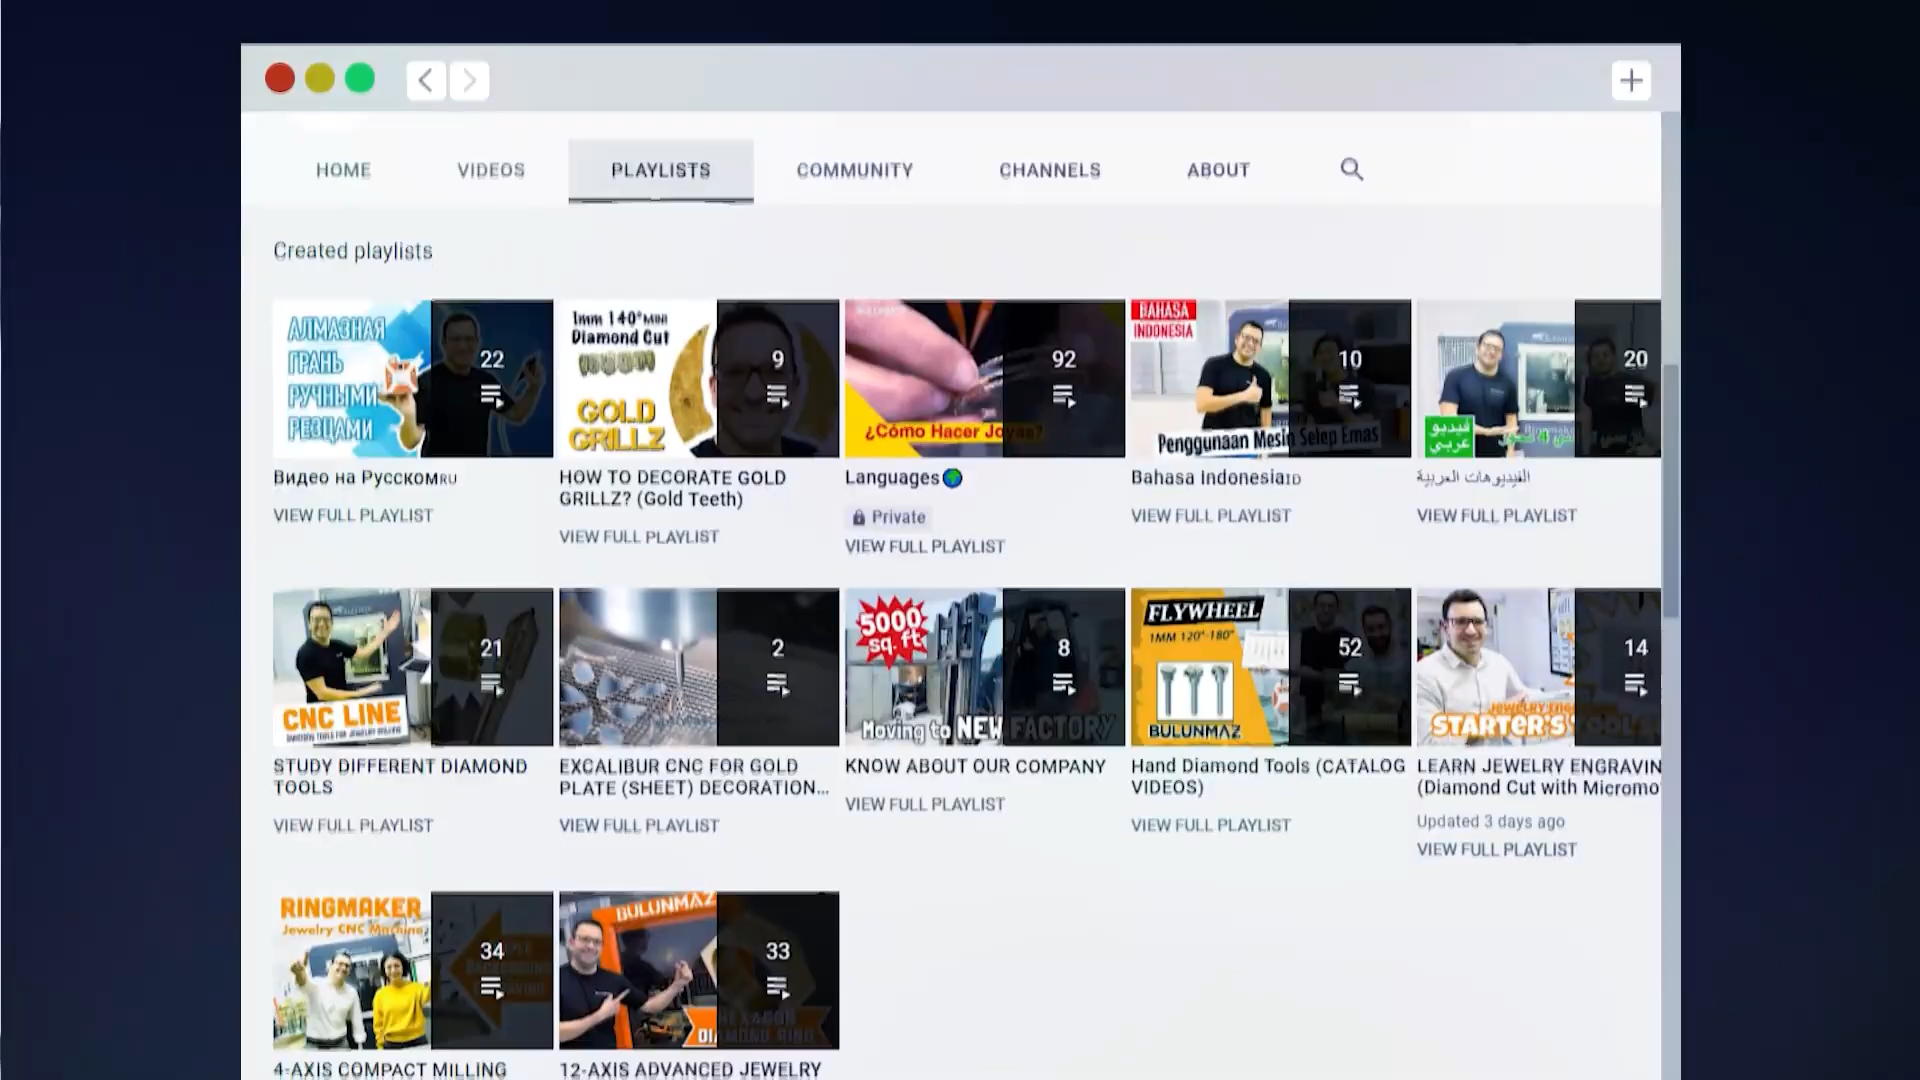 HOME VIDEOS PLAYLISTS COMMUNITY CHANNELS ABOUT
Created playlists
АЛМАЗНАЯ
ГРАНЬ
РУЧНЫМИ
РЕЗЦАМИ
22
Видео на РусскомRU
VIEW FULL PLAYLIST
1mm 140° MINI
Diamond Cut
GOLD
GRILLZ
9
HOW TO DECORATE GOLD
GRILLZ? (Gold Teeth)
VIEW FULL PLAYLIST
¿Cómo Hacer Joyas?
92
Languages
Private
VIEW FULL PLAYLIST
BAHASA
INDONESIA
Penggunaan Mesin Selep Emas
10
Bahasa IndonesiaID
VIEW FULL PLAYLIST
فيديو
عربي
20
الفيديوهات العربية
VIEW FULL PLAYLIST
CNC LINE
21
STUDY DIFFERENT DIAMOND
TOOLS
VIEW FULL PLAYLIST
2
EXCALIBUR CNC FOR GOLD
PLATE (SHEET) DECORATION...
VIEW FULL PLAYLIST
5000
sq. ft
Moving to NEW FACTORY
8
KNOW ABOUT OUR COMPANY
VIEW FULL PLAYLIST
FLYWHEEL
1MM 120°-180°
BULUNMAZ
52
Hand Diamond Tools (CATALOG
VIDEOS)
VIEW FULL PLAYLIST
STARTER'S TOOL
14
LEARN JEWELRY ENGRAVIN
(Diamond Cut with Micromo
Updated 3 days ago
VIEW FULL PLAYLIST
RINGMAKER
Jewelry CNC Machine
34
4-AXIS COMPACT MILLING
BULUNMAZ
HEXAGON
DIAMOND RING
33
12-AXIS ADVANCED JEWELRY